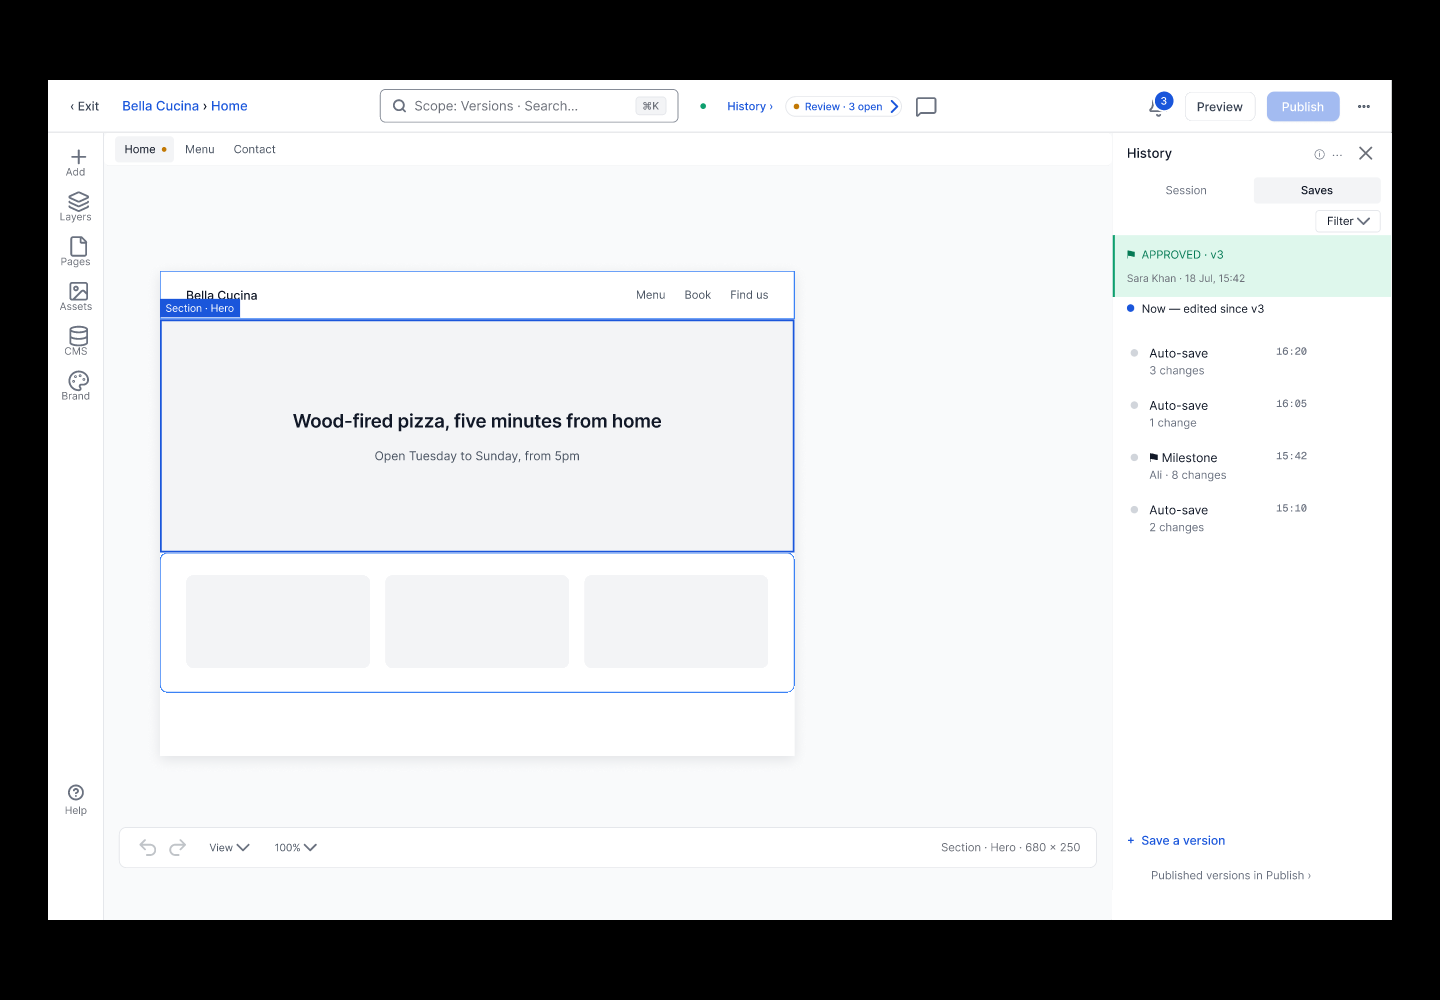 ‹ Exit
Bella Cucina › Home
Scope: Versions · Search...
⌘K
History ›
Review · 3 open
3
Preview
Publish
Home
Menu
Contact
Add
Layers
Pages
Assets
CMS
Brand
Help
Bella Cucina
Menu
Book
Find us
Section · Hero
Wood-fired pizza, five minutes from home
Open Tuesday to Sunday, from 5pm
View
100%
Section · Hero · 680 × 250
History
Session
Saves
Filter
APPROVED · v3
Sara Khan · 18 Jul, 15:42
Now — edited since v3
Auto-save 16:20
3 changes
Auto-save 16:05
1 change
Milestone 15:42
Ali · 8 changes
Auto-save 15:10
2 changes
+ Save a version
Published versions in Publish ›